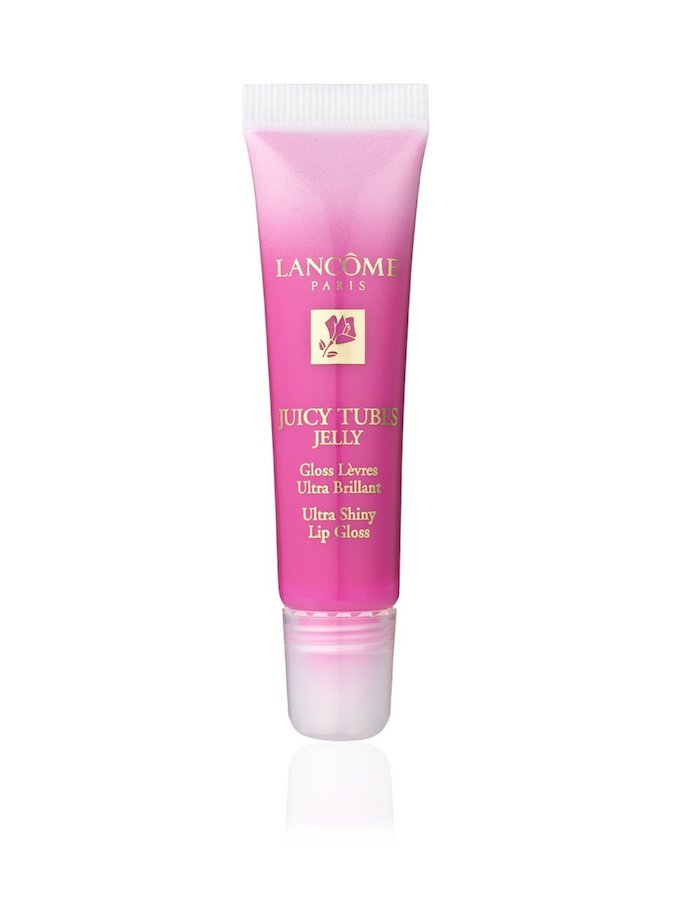 LANCÔME
PARIS
JUICY TUBES
JELLY
Gloss Lèvres
Ultra Brillant
Ultra Shiny
Lip Gloss